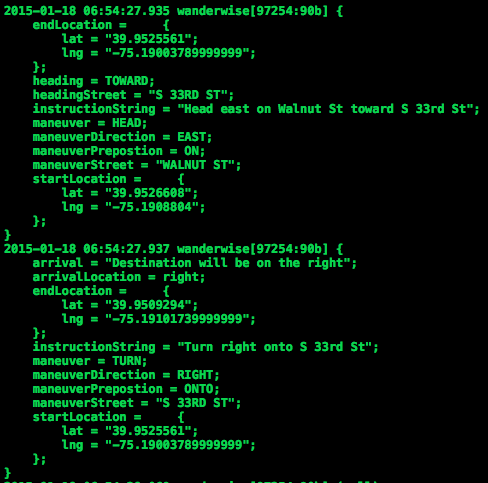 2015-01-18 06:54:27.935 wanderwise[97254:90b] {
    endLocation =     {
        lat = "39.9525561";
        lng = "-75.19003789999999";
    };
    heading = TOWARD;
    headingStreet = "S 33RD ST";
    instructionString = "Head east on Walnut St toward S 33rd St";
    maneuver = HEAD;
    maneuverDirection = EAST;
    maneuverPrepostion = ON;
    maneuverStreet = "WALNUT ST";
    startLocation =     {
        lat = "39.9526608";
        lng = "-75.1908804";
    };
}
2015-01-18 06:54:27.937 wanderwise[97254:90b] {
    arrival = "Destination will be on the right";
    arrivalLocation = right;
    endLocation =     {
        lat = "39.9509294";
        lng = "-75.19101739999999";
    };
    instructionString = "Turn right onto S 33rd St";
    maneuver = TURN;
    maneuverDirection = RIGHT;
    maneuverPrepostion = ONTO;
    maneuverStreet = "S 33RD ST";
    startLocation =     {
        lat = "39.9525561";
        lng = "-75.19003789999999";
    };
}